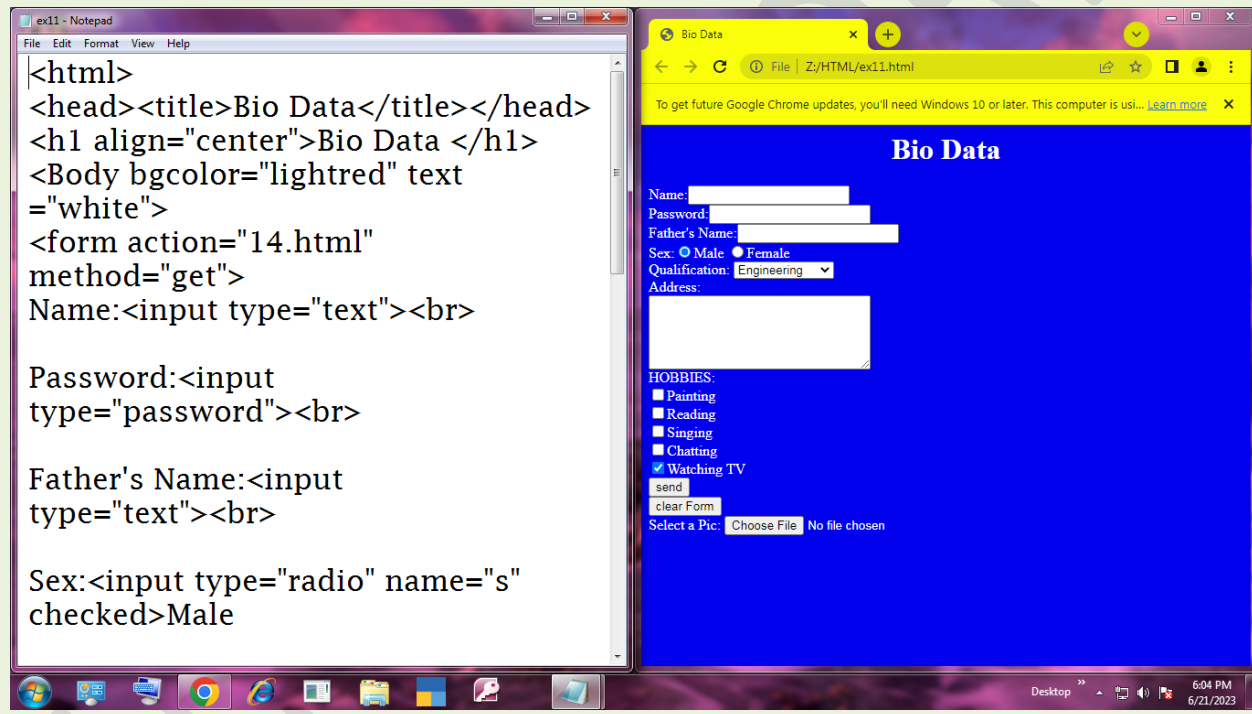 ex11 - Notepad
File Edit Format View Help
<html>
<head><title>Bio Data</title></head>
<h1 align="center">Bio Data </h1>
<Body bgcolor="lightred" text
="white">
<form action="14.html"
method="get">
Name:<input type="text"><br>
Password:<input
type="password"><br>
Father's Name:<input
type="text"><br>
Sex:<input type="radio" name="s"
checked>Male
Bio Data
File | Z:/HTML/ex11.html
To get future Google Chrome updates, you'll need Windows 10 or later. This computer is usi... Learn more
Bio Data
Name:
Password:
Father's Name:
Sex: Male Female
Qualification: Engineering
Address:
HOBBIES:
Painting
Reading
Singing
Chatting
Watching TV
send
clear Form
Select a Pic: Choose File No file chosen
Desktop
6:04 PM
6/21/2023